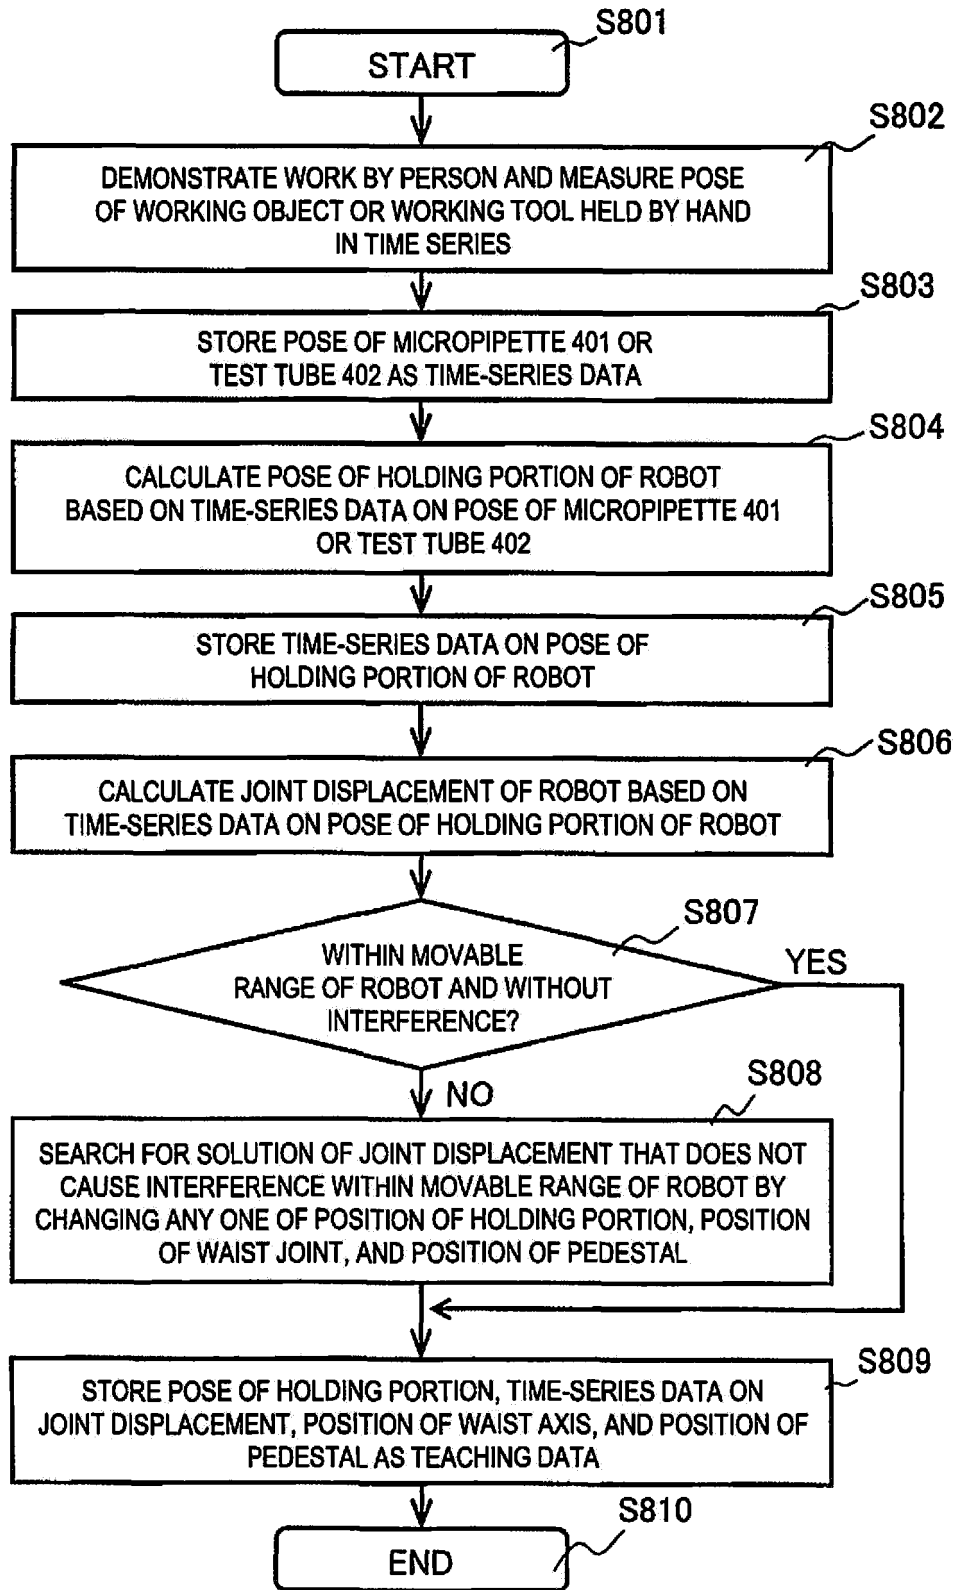 S801
START
S802
DEMONSTRATE WORK BY PERSON AND MEASURE POSE
OF WORKING OBJECT OR WORKING TOOL HELD BY HAND
IN TIME SERIES
S803
STORE POSE OF MICROPIPETTE 401 OR
TEST TUBE 402 AS TIME-SERIES DATA
S804
CALCULATE POSE OF HOLDING PORTION OF ROBOT
BASED ON TIME-SERIES DATA ON POSE OF MICROPIPETTE 401
OR TEST TUBE 402
S805
STORE TIME-SERIES DATA ON POSE OF
HOLDING PORTION OF ROBOT
S806
CALCULATE JOINT DISPLACEMENT OF ROBOT BASED ON
TIME-SERIES DATA ON POSE OF HOLDING PORTION OF ROBOT
S807
WITHIN MOVABLE
RANGE OF ROBOT AND WITHOUT
INTERFERENCE?
YES
NO
S808
SEARCH FOR SOLUTION OF JOINT DISPLACEMENT THAT DOES NOT
CAUSE INTERFERENCE WITHIN MOVABLE RANGE OF ROBOT BY
CHANGING ANY ONE OF POSITION OF HOLDING PORTION, POSITION
OF WAIST JOINT, AND POSITION OF PEDESTAL
S809
STORE POSE OF HOLDING PORTION, TIME-SERIES DATA ON
JOINT DISPLACEMENT, POSITION OF WAIST AXIS, AND POSITION OF
PEDESTAL AS TEACHING DATA
S810
END